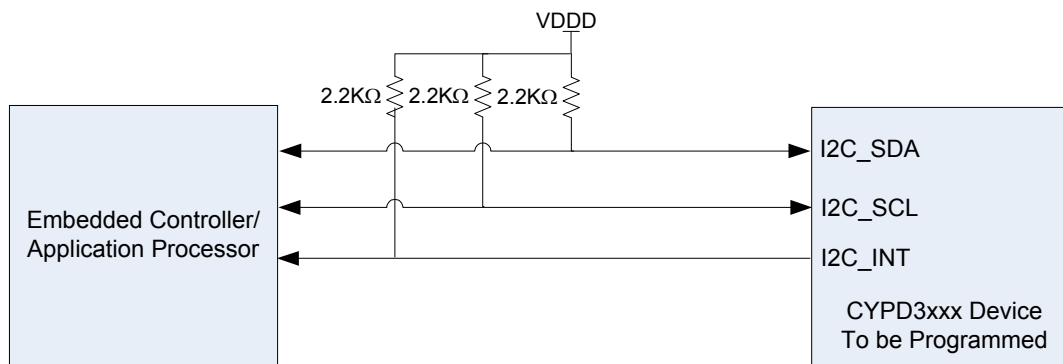 VDDD
2.2KΩ 2.2KΩ 2.2KΩ
I2C_SDA
Embedded Controller/
Application Processor
I2C_SCL
I2C_INT
CYPD3xxx Device
To be Programmed